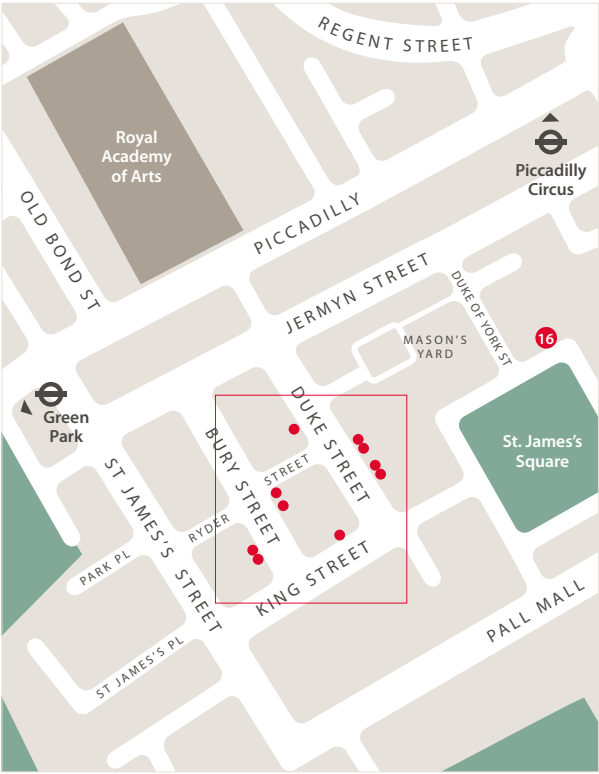 REGENT STREET
Royal
Academy
of Arts
Piccadilly
Circus
OLD BOND ST
PICCADILLY
JERMYN STREET
DUKE OF YORK ST
MASON'S
YARD
16
Green
Park
DUKE STREET
St. James's
Square
BURY STREET
RYDER STREET
ST JAMES'S STREET
PARK PL
KING STREET
PALL MALL
ST JAMES'S PL